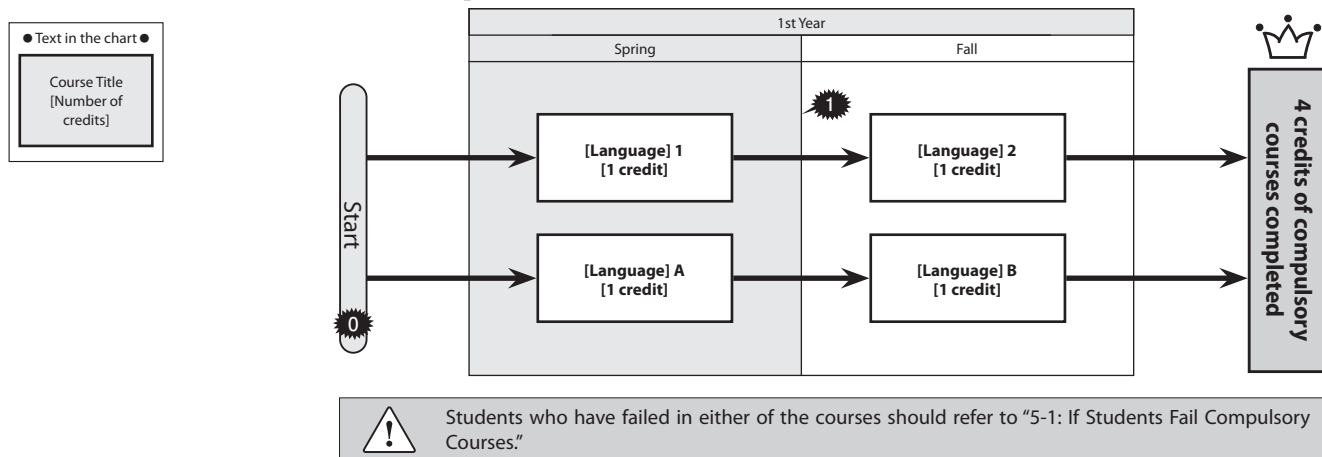 ● Text in the chart ●
Course Title
[Number of
credits]
1st Year
Spring
Fall
Start
0
1
[Language] 1
[1 credit]
[Language] 2
[1 credit]
[Language] A
[1 credit]
[Language] B
[1 credit]
4 credits of compulsory
courses completed
!
Students who have failed in either of the courses should refer to “5-1: If Students Fail Compulsory
Courses.”